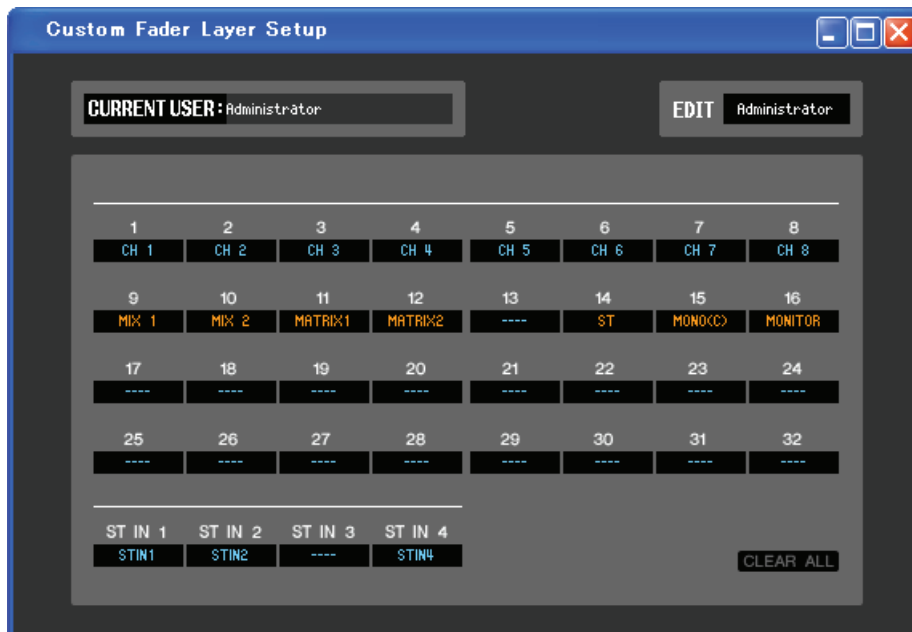 Custom Fader Layer Setup
CURRENT USER: Administrator EDIT Administrator
1 2 3 4 5 6 7 8
CH 1 CH 2 CH 3 CH 4 CH 5 CH 6 CH 7 CH 8
9 10 11 12 13 14 15 16
MIX 1 MIX 2 MATRIX1 MATRIX2 ---- ST MONO(C) MONITOR
17 18 19 20 21 22 23 24
---- ---- ---- ---- ---- ---- ---- ----
25 26 27 28 29 30 31 32
---- ---- ---- ---- ---- ---- ---- ----
ST IN 1 ST IN 2 ST IN 3 ST IN 4
STIN1 STIN2 ---- STIN4
CLEAR ALL